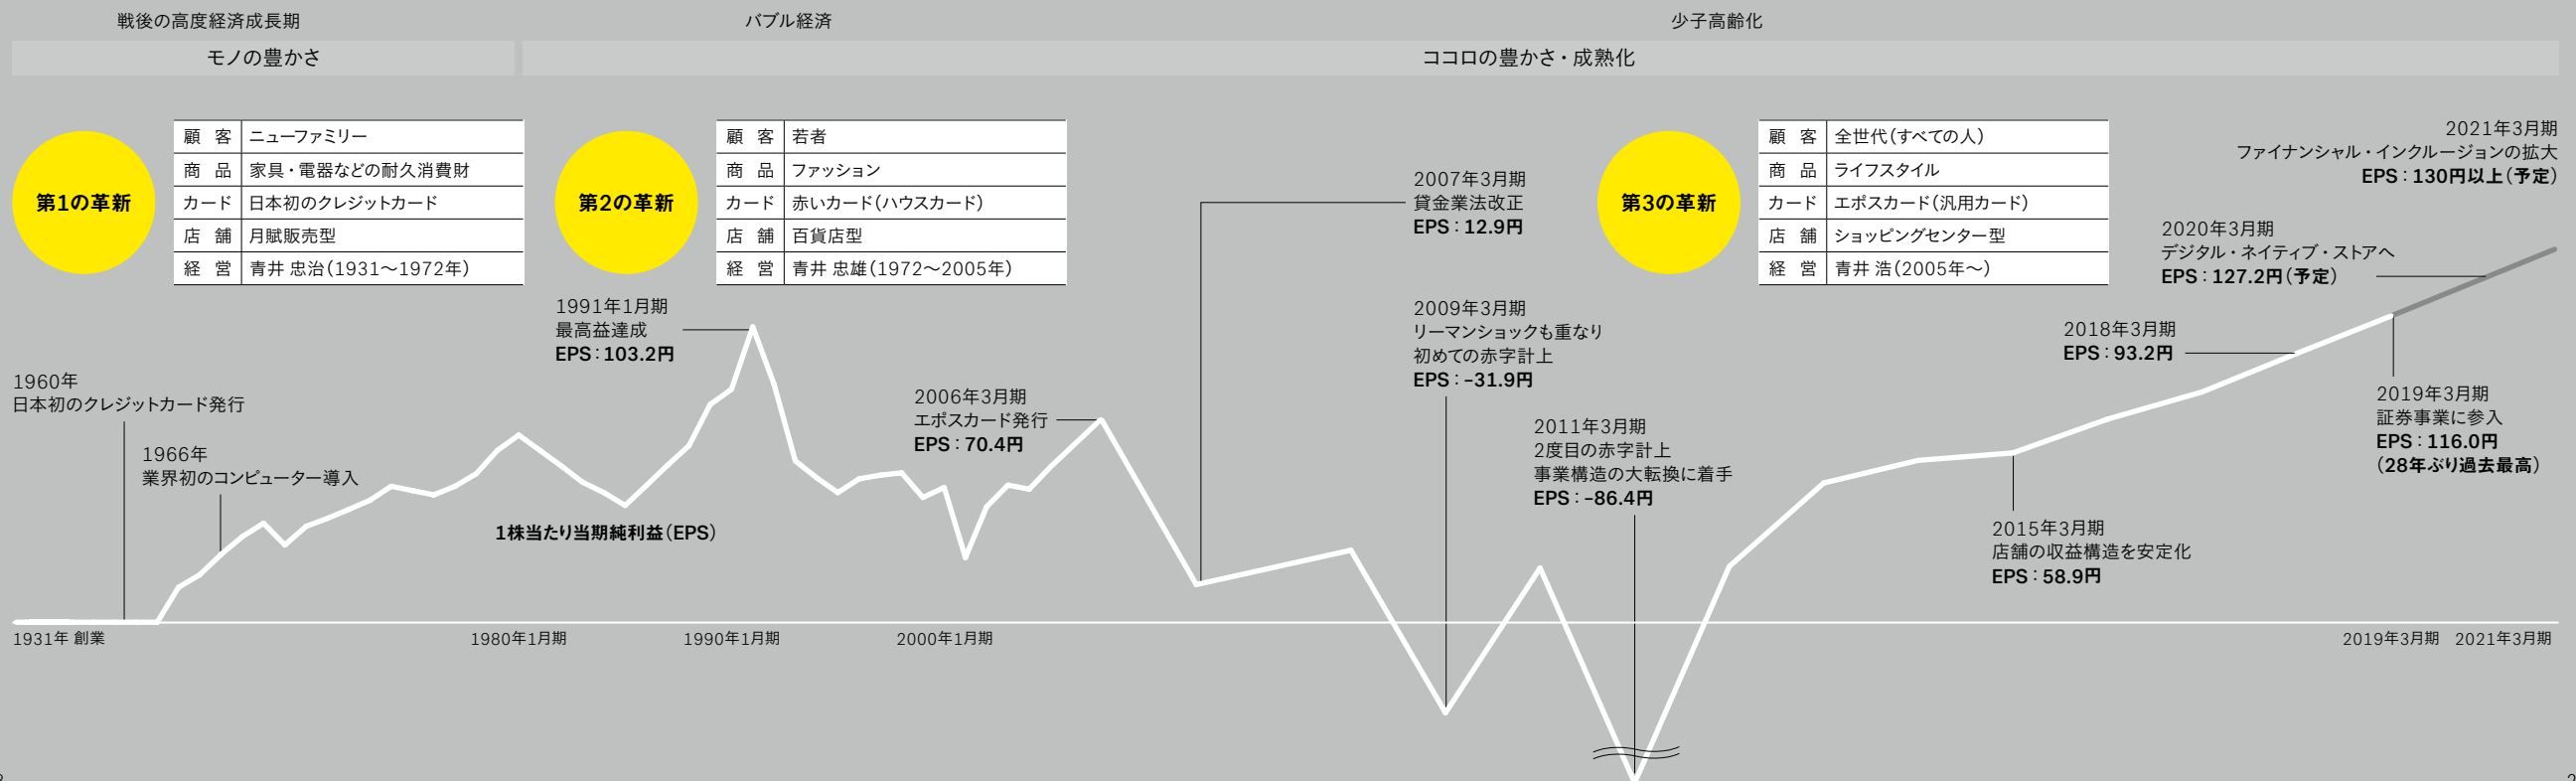 戦後の高度経済成長期
バブル経済
少子高齢化
モノの豊かさ
ココロの豊かさ・成熟化
第1の革新
顧 客 ニューファミリー
商 品 家具・電器などの耐久消費財
カード 日本初のクレジットカード
店 舗 月賦販売型
経 営 青井 忠治（1931〜1972年）
第2の革新
顧 客 若者
商 品 ファッション
カード 赤いカード（ハウスカード）
店 舗 百貨店型
経 営 青井 忠雄（1972〜2005年）
第3の革新
顧 客 全世代（すべての人）
商 品 ライフスタイル
カード エポスカード（汎用カード）
店 舗 ショッピングセンター型
経 営 青井 浩（2005年〜）
1960年
日本初のクレジットカード発行
1966年
業界初のコンピューター導入
1991年1月期
最高益達成
EPS：103.2円
1株当たり当期純利益（EPS）
2006年3月期
エポスカード発行
EPS：70.4円
2007年3月期
貸金業法改正
EPS：12.9円
2009年3月期
リーマンショックも重なり
初めての赤字計上
EPS：-31.9円
2011年3月期
2度目の赤字計上
事業構造の大転換に着手
EPS：-86.4円
2015年3月期
店舗の収益構造を安定化
EPS：58.9円
2018年3月期
EPS：93.2円
2019年3月期
証券事業に参入
EPS：116.0円
（28年ぶり過去最高）
2020年3月期
デジタル・ネイティブ・ストアへ
EPS：127.2円（予定）
2021年3月期
ファイナンシャル・インクルージョンの拡大
EPS：130円以上（予定）
1931年 創業
1980年1月期
1990年1月期
2000年1月期
2019年3月期
2021年3月期